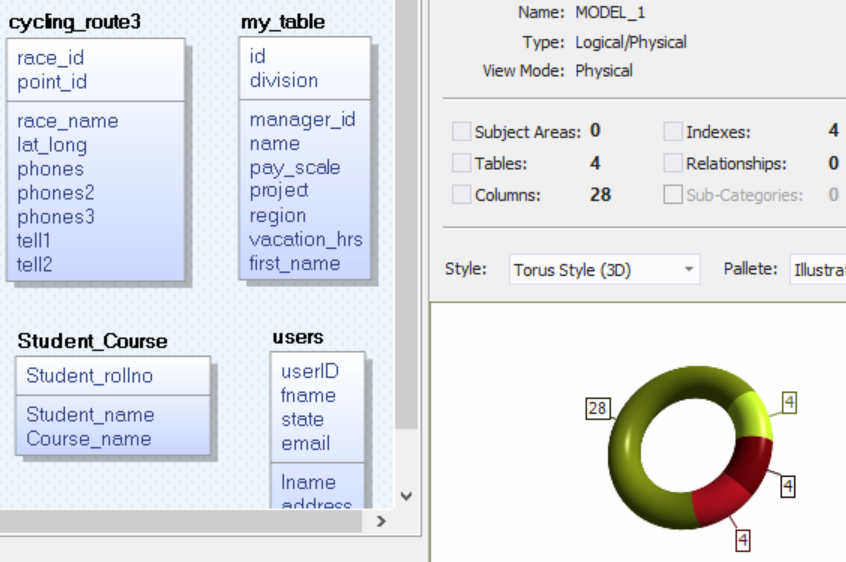 cycling_route3
race_id
point_id
race_name
lat_long
phones
phones2
phones3
tell1
tell2
my_table
id
division
manager_id
name
pay_scale
project
region
vacation_hrs
first_name
Student_Course
Student_rollno
Student_name
Course_name
users
userID
fname
state
email
lname
address
Name: MODEL_1
Type: Logical/Physical
View Mode: Physical
Subject Areas: 0 Indexes: 4
Tables: 4 Relationships: 0
Columns: 28 Sub-Categories: 0
Style: Torus Style (3D) Pallete: Illustra
28
4
4
4